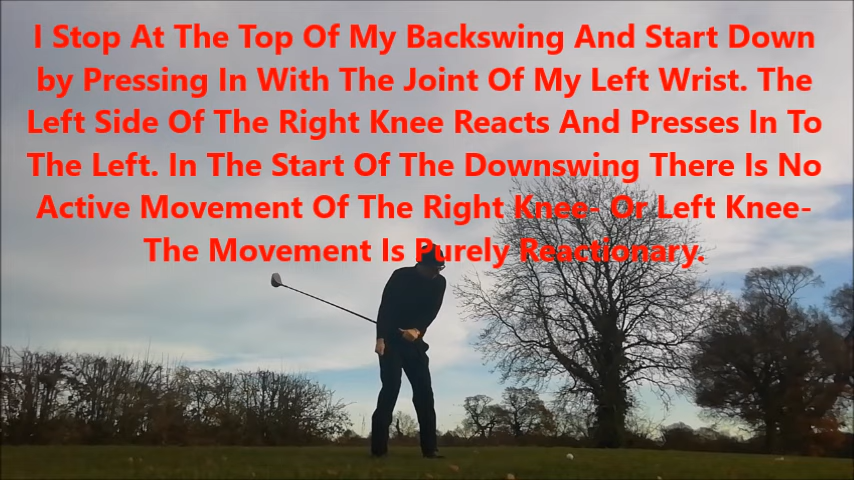 I Stop At The Top Of My Backswing And Start Down
by Pressing In With The Joint Of My Left Wrist. The
Left Side Of The Right Knee Reacts And Presses In To
The Left. In The Start Of The Downswing There Is No
Active Movement Of The Right Knee- Or Left Knee-
The Movement Is Purely Reactionary.